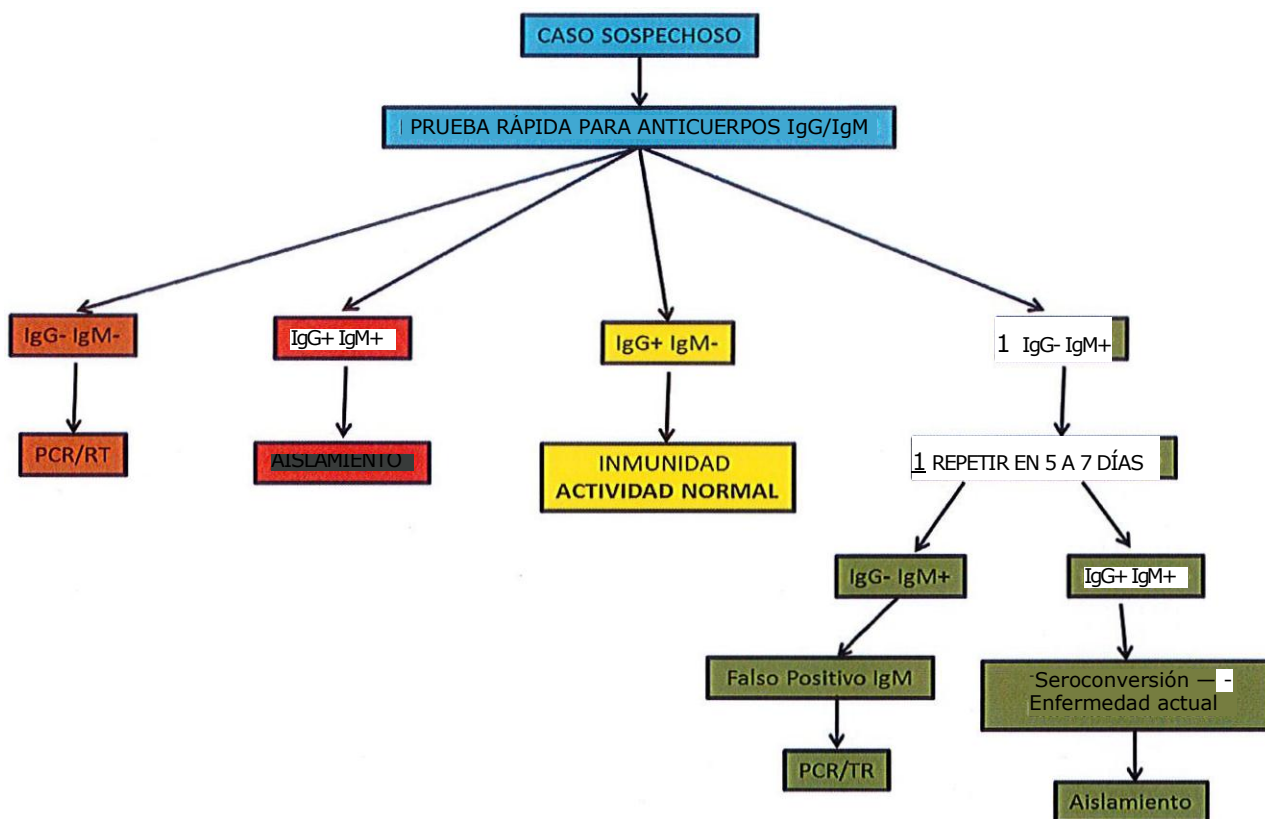 CASO SOSPECHOSO
PRUEBA RÁPIDA PARA ANTICUERPOS IgG/IgM
IgG- IgM-
IgG+ IgM+
IgG+ IgM-
1 IgG- IgM+
PCR/RT
AISLAMIENTO
INMUNIDAD
ACTIVIDAD NORMAL
1 REPETIR EN 5 A 7 DÍAS
IgG- IgM+
IgG+ IgM+
Falso Positivo IgM
-Seroconversión — -
Enfermedad actual
PCR/TR
Aislamiento